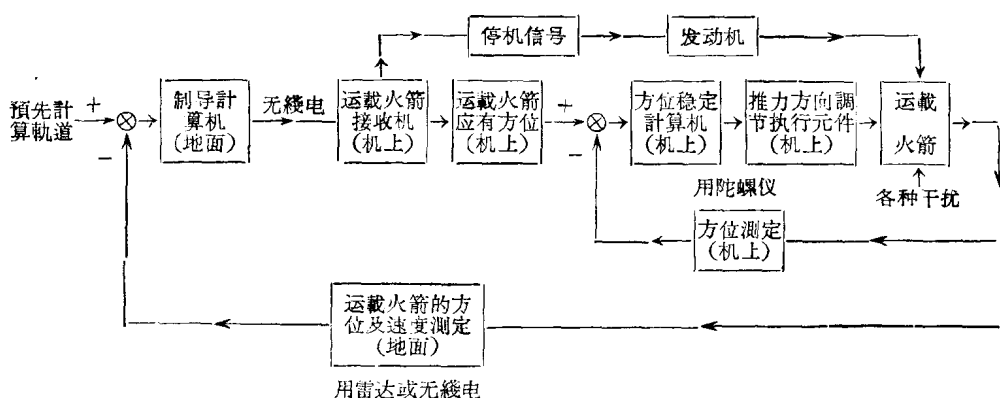 停机信号
发动机
預先計
算軌道
+
−
制导計
算机
(地面)
无綫电
运載火箭
接收机
(机上)
运載火箭
应有方位
(机上)
+
−
方位稳定
計算机
(机上)
推力方向調
节执行元件
(机上)
运載
火箭
用陀螺仪
各种干扰
方位測定
(机上)
运載火箭的方
位及速度測定
(地面)
用雷达或无綫电